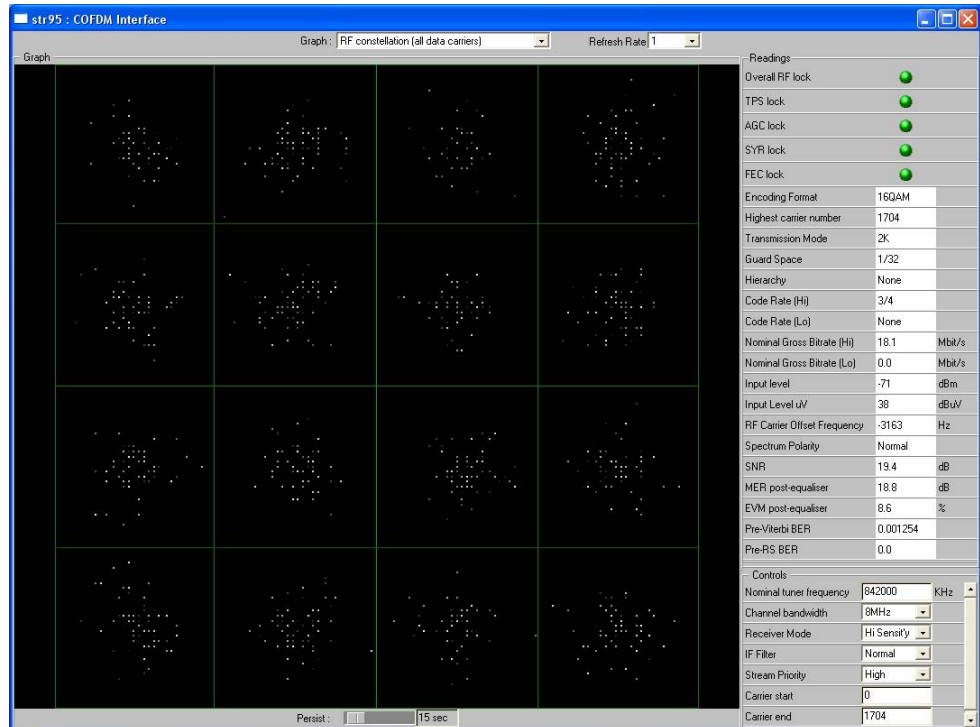 str95 : COFDM Interface
Graph : RF constellation (all data carriers) Refresh Rate 1
Graph
Readings
Overall RF lock
TPS lock
AGC lock
SYR lock
FEC lock
Encoding Format 16QAM
Highest carrier number 1704
Transmission Mode 2K
Guard Space 1/32
Hierarchy None
Code Rate (Hi) 3/4
Code Rate (Lo) None
Nominal Gross Bitrate (Hi) 18.1 Mbit/s
Nominal Gross Bitrate (Lo) 0.0 Mbit/s
Input level -71 dBm
Input Level uV 38 dBuV
RF Carrier Offset Frequency -3163 Hz
Spectrum Polarity Normal
SNR 19.4 dB
MER post-equaliser 18.8 dB
EVM post-equaliser 8.6 %
Pre-Viterbi BER 0.001254
Pre-RS BER 0.0
Controls
Nominal tuner frequency 842000 KHz
Channel bandwidth 8MHz
Receiver Mode Hi Sensit'y
IF Filter Normal
Stream Priority High
Carrier start 0
Carrier end 1704
Persist : 15 sec